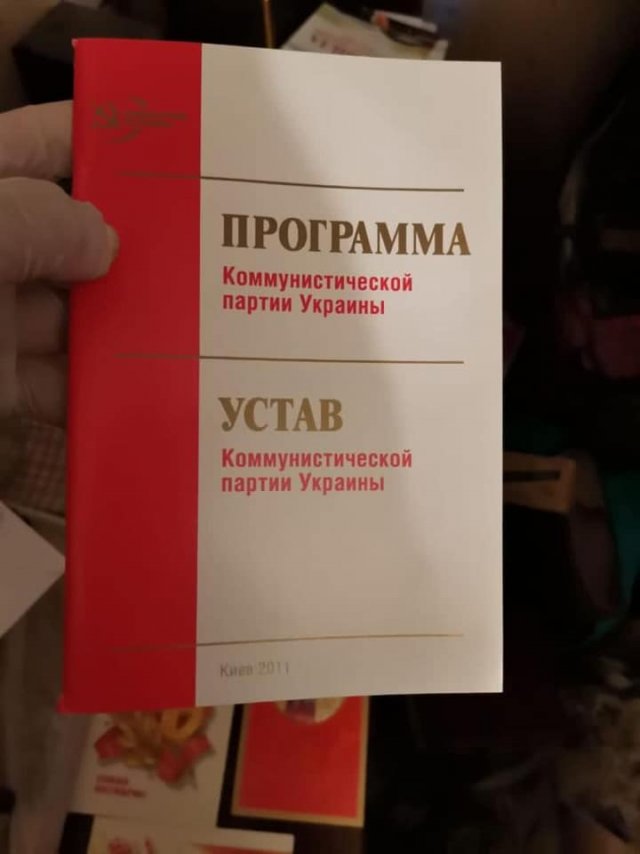 ПРОГРАММА
Коммунистической
партии Украины
УСТАВ
Коммунистической
партии Украины
Киев 2011